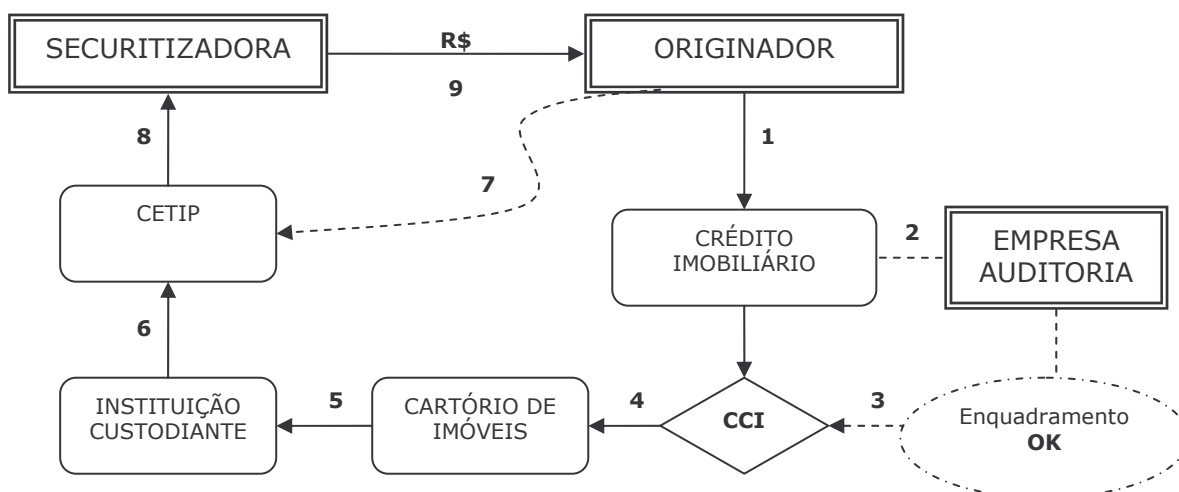 SECURITIZADORA
R$
ORIGINADOR
9
8
1
7
CETIP
CRÉDITO
IMOBILIÁRIO
2
EMPRESA
AUDITORIA
6
INSTITUIÇÃO
CUSTODIANTE
5
CARTÓRIO DE
IMÓVEIS
4
CCI
3
Enquadramento
OK